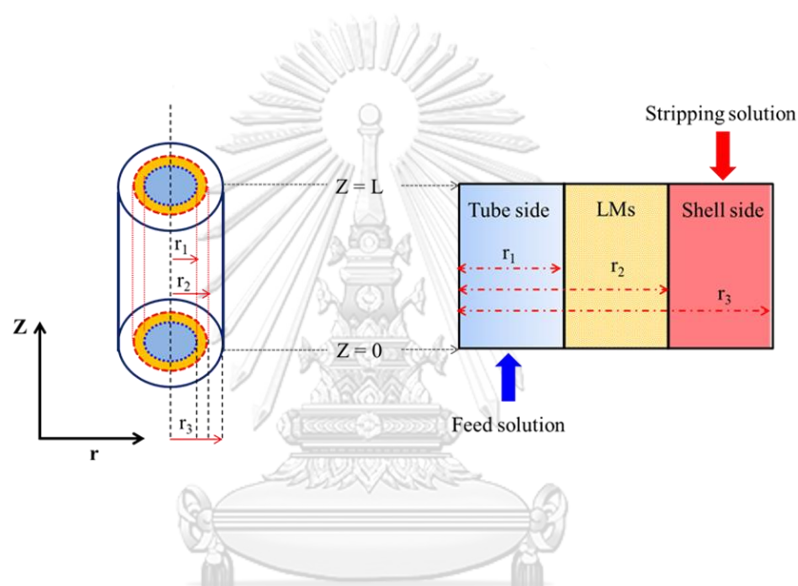 Z = L
r₁
r₂
Z
Z = 0
r₃
r
Stripping solution
Tube side
LMs
Shell side
r₁
r₂
r₃
Feed solution